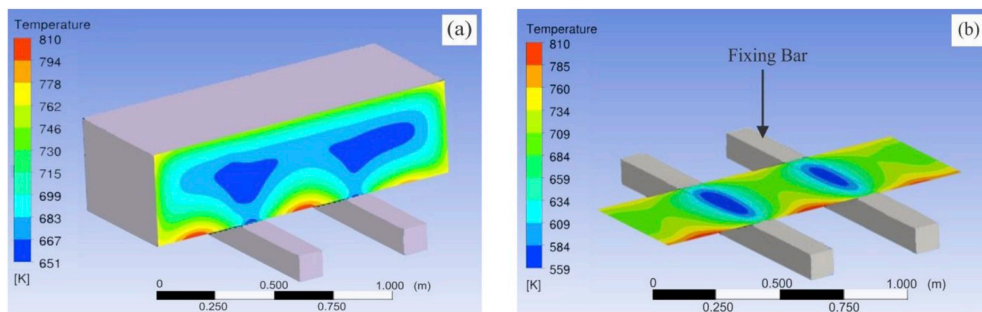 Temperature
810
794
778
762
746
730
715
699
683
667
651
[K]
(a)
0 0.500 1.000 (m)
0.250 0.750
Temperature
810
785
760
734
709
684
659
634
609
584
559
[K]
(b)
Fixing Bar
0 0.500 1.000 (m)
0.250 0.750